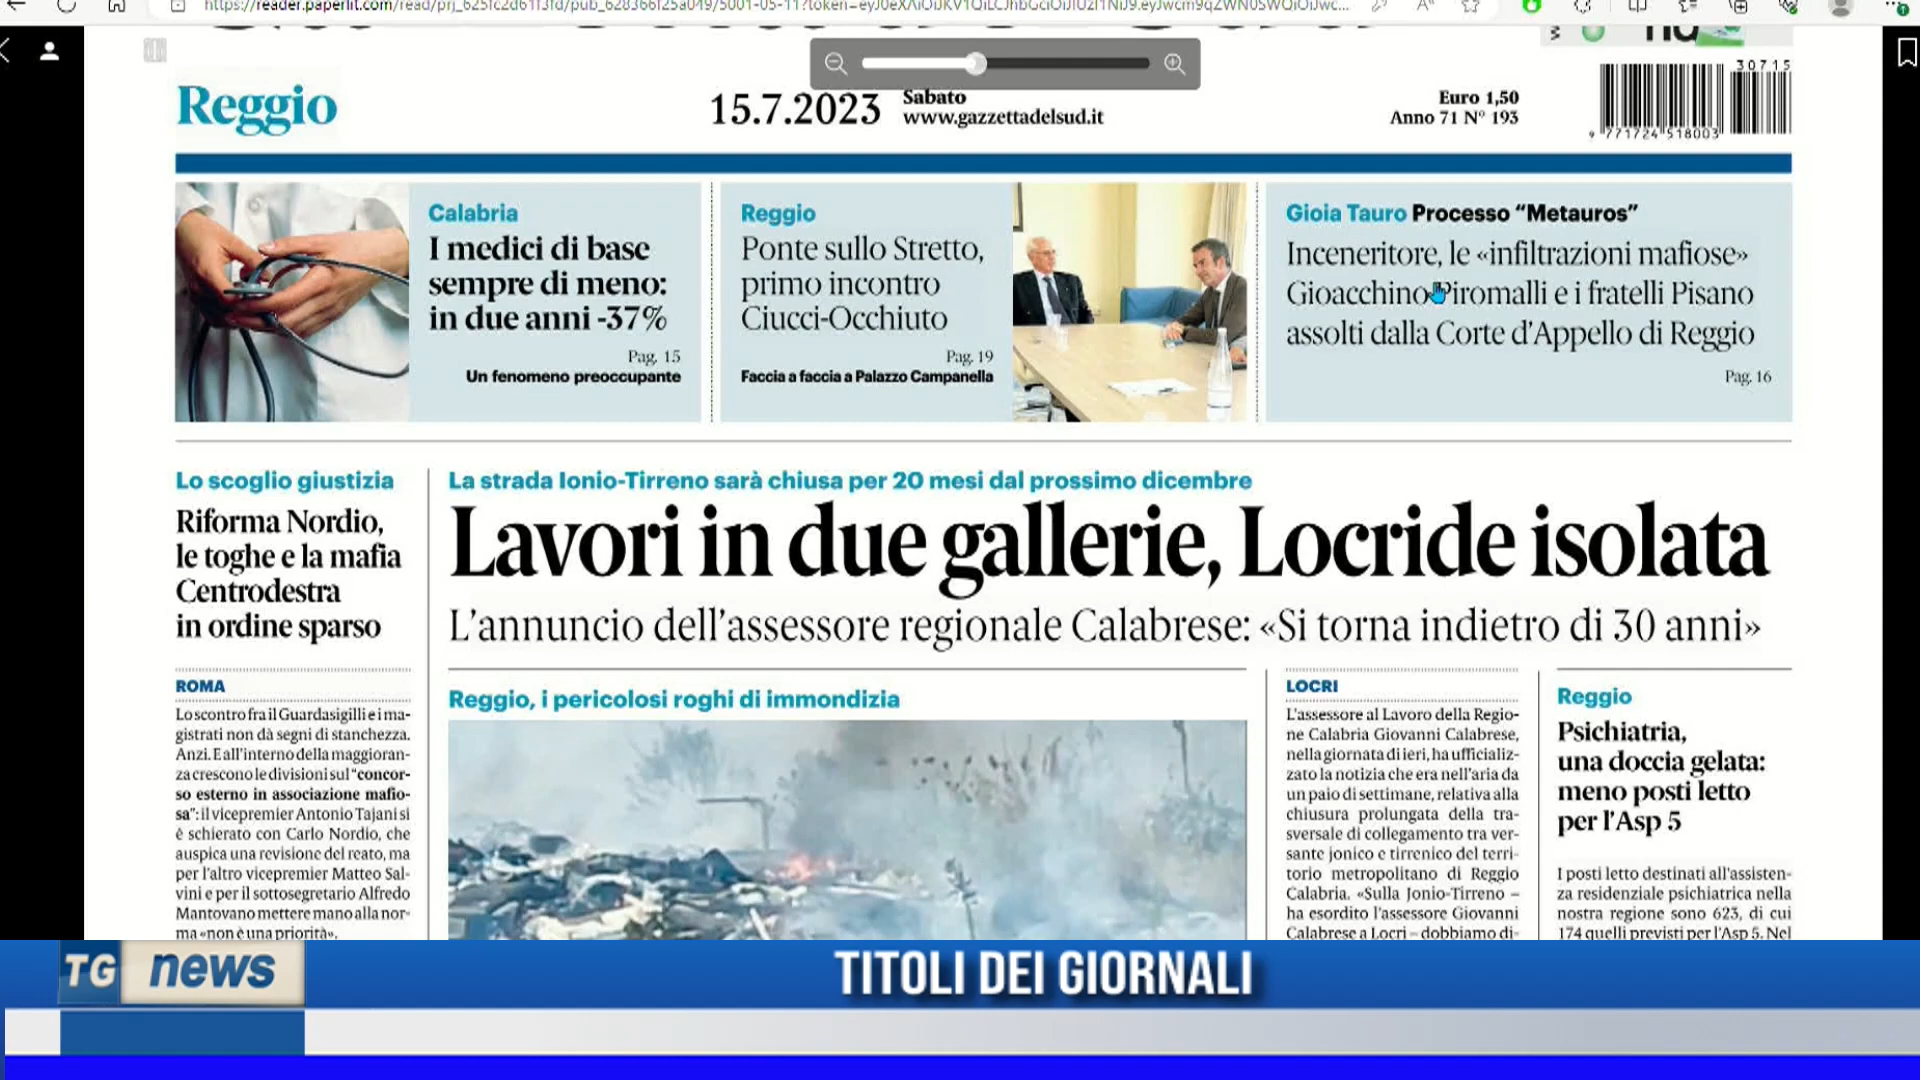 Reggio
15.7.2023
Sabato
www.gazzettadelsud.it
Euro 1,50
Anno 71 N° 193
30715
9 771724 518003
Calabria
I medici di base
sempre di meno:
in due anni -37%
Pag. 15
Un fenomeno preoccupante
Reggio
Ponte sullo Stretto,
primo incontro
Ciucci-Occhiuto
Pag. 19
Faccia a faccia a Palazzo Campanella
Gioia Tauro Processo “Metauros”
Inceneritore, le «infiltrazioni mafiose»
Gioacchino Piromalli e i fratelli Pisano
assolti dalla Corte d’Appello di Reggio
Pag. 16
Lo scoglio giustizia
Riforma Nordio,
le toghe e la mafia
Centrodestra
in ordine sparso
ROMA
Lo scontro fra il Guardasigilli e i ma-
gistrati non dà segni di stanchezza.
Anzi. E all’interno della maggioran-
za crescono le divisioni sul “concor-
so esterno in associazione mafio-
sa”: il vicepremier Antonio Tajani si
è schierato con Carlo Nordio, che
auspica una revisione del reato, ma
per l’altro vicepremier Matteo Sal-
vini e per il sottosegretario Alfredo
Mantovano mettere mano alla nor-
ma «non è una priorità».
La strada Ionio-Tirreno sarà chiusa per 20 mesi dal prossimo dicembre
Lavori in due gallerie, Locride isolata
L’annuncio dell’assessore regionale Calabrese: «Si torna indietro di 30 anni»
Reggio, i pericolosi roghi di immondizia
LOCRI
L’assessore al Lavoro della Regio-
ne Calabria Giovanni Calabrese,
nella giornata di ieri, ha ufficializ-
zato la notizia che era nell’aria da
un paio di settimane, relativa alla
chiusura prolungata della tra-
sversale di collegamento tra ver-
sante jonico e tirrenico del terri-
torio metropolitano di Reggio
Calabria. «Sulla Jonio-Tirreno –
ha esordito l’assessore Giovanni
Calabrese a Locri – dobbiamo di-
Reggio
Psichiatria,
una doccia gelata:
meno posti letto
per l’Asp 5
I posti letto destinati all’assisten-
za residenziale psichiatrica nella
nostra regione sono 623, di cui
174 quelli previsti per l’Asp 5. Nel
TG news
TITOLI DEI GIORNALI